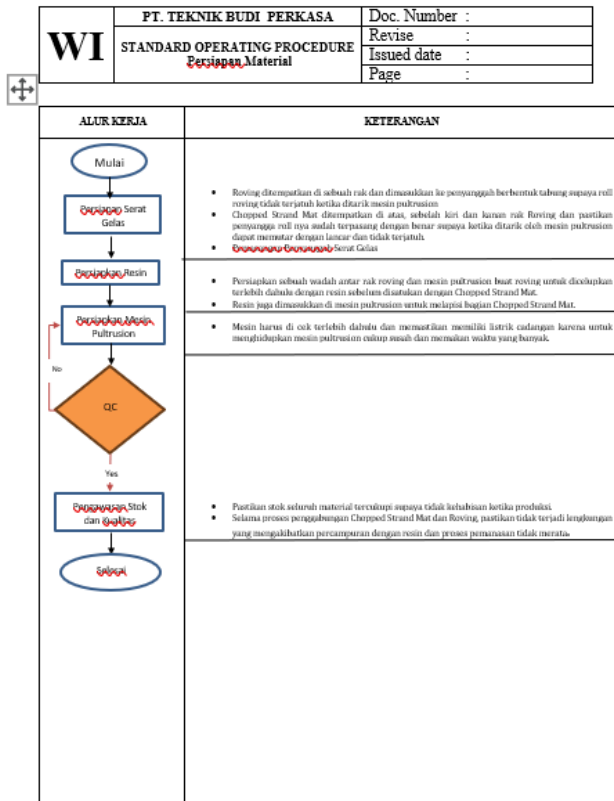 WI
PT. TEKNIK BUDI PERKASA
STANDARD OPERATING PROCEDURE
Persiapan Material
Doc. Number :
Revise :
Issued date :
Page :
ALUR KERJA
KETERANGAN
Mulai
Persiapan Serat
Gelas
• Roving ditempatkan di sebuah rak dan dimasukkan ke penyanggah berbentuk tabung supaya roll
roving tidak terjatuh ketika ditarik mesin pultrusion
• Chopped Strand Mat ditempatkan di atas, sebelah kiri dan kanan rak Roving dan pastikan
penyangga roll nya sudah terpasang dengan benar supaya ketika ditarik oleh mesin pultrusion
dapat memutar dengan lancar dan tidak terjatuh.
• Serat Gelas
Persiapkan Resin
• Persiapkan sebuah wadah antar rak roving dan mesin pultrusion buat roving untuk dicelupkan
terlebih dahulu dengan resin sebelum disatukan dengan Chopped Strand Mat.
• Resin juga dimasukkan di mesin pultrusion untuk melapisi bagian Chopped Strand Mat.
Persiapkan Mesin
Pultrusion
• Mesin harus di cek terlebih dahulu dan memastikan memiliki listrik cadangan karena untuk
menghidupkan mesin pultrusion cukup susah dan memakan waktu yang banyak.
No
QC
Yes
Pengawasan Stok
dan Kualitas
• Pastikan stok seluruh material tercukupi supaya tidak kehabisan ketika produksi.
• Selama proses penggabungan Chopped Strand Mat dan Roving, pastikan tidak terjadi lengkungan
yang mengakibatkan percampuran dengan resin dan proses pemanasan tidak merata.
Selesai